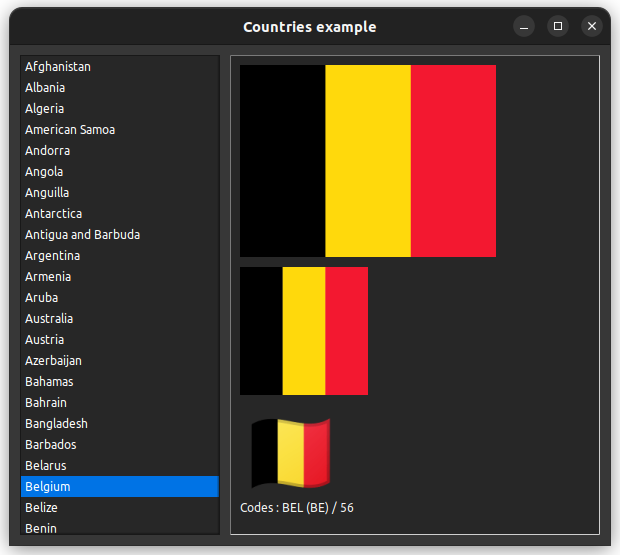 Countries example
Afghanistan
Albania
Algeria
American Samoa
Andorra
Angola
Anguilla
Antarctica
Antigua and Barbuda
Argentina
Armenia
Aruba
Australia
Austria
Azerbaijan
Bahamas
Bahrain
Bangladesh
Barbados
Belarus
Belgium
Belize
Benin
Codes : BEL (BE) / 56